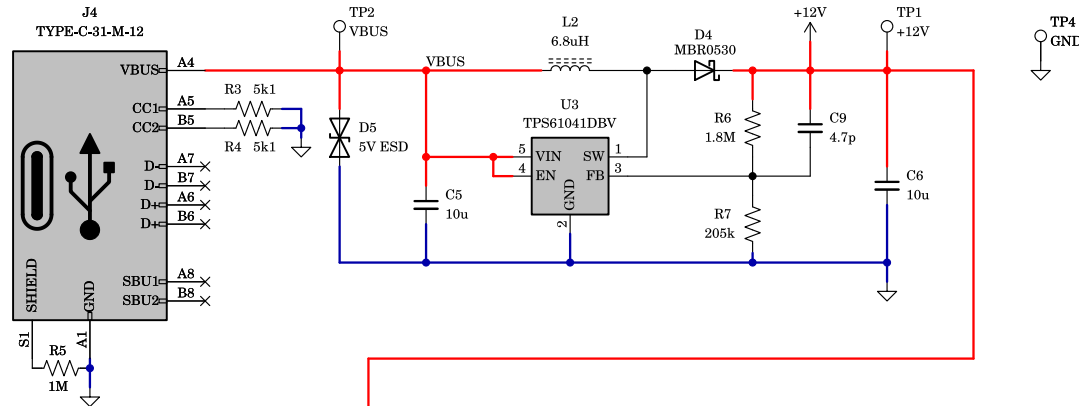 J4
TYPE-C-31-M-12
VBUS A4
CC1 A5
CC2 B5
D- A7
D- B7
D+ A6
D+ B6
SBU1 A8
SBU2 B8
SHIELD
GND
S1
A1
R5
1M
R3 5k1
R4 5k1
TP2
VBUS
D5
5V ESD
VBUS
C5
10u
L2
6.8uH
U3
TPS61041DBV
5 VIN SW 1
4 EN FB 3
GND
2
D4
MBR0530
R6
1.8M
R7
205k
+12V
C9
4.7p
TP1
+12V
C6
10u
TP4
GND